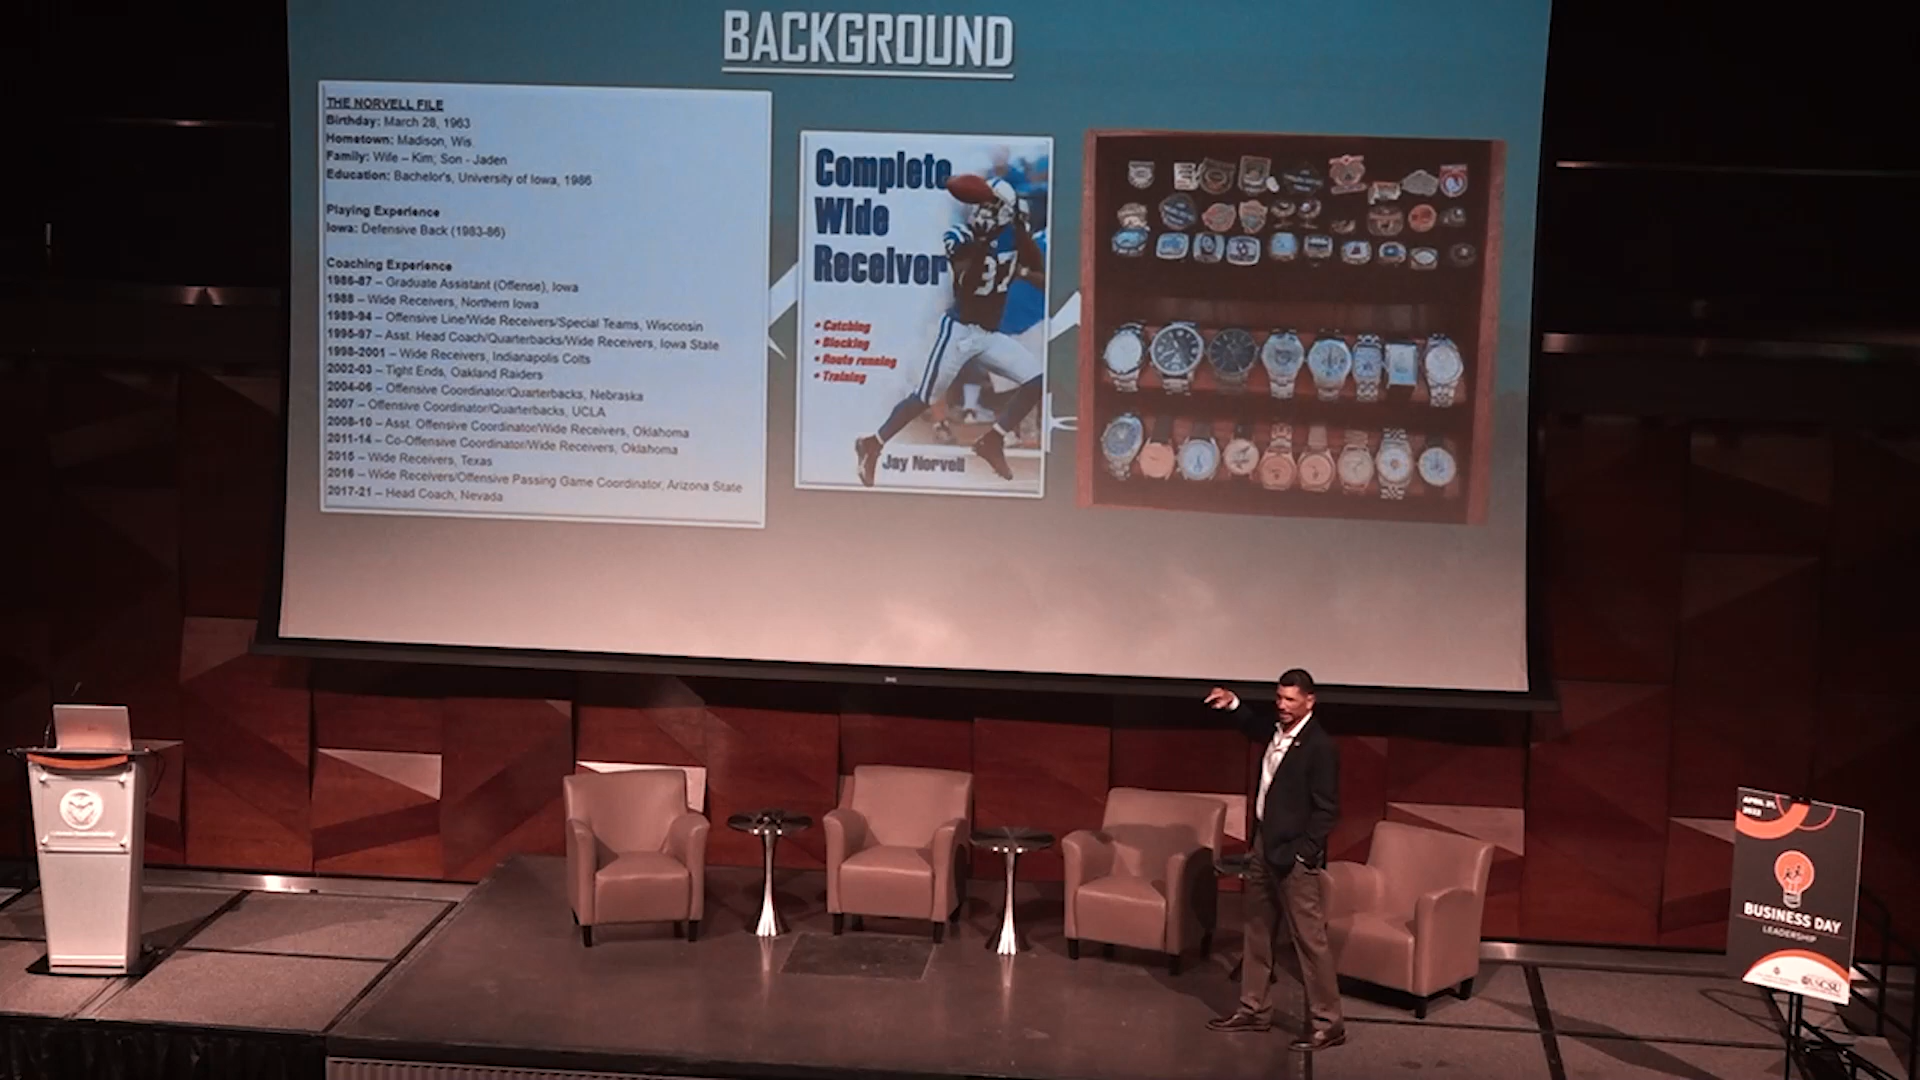 BACKGROUND
THE NORVELL FILE
Birthday: March 28, 1963
Hometown: Madison, Wis.
Family: Wife – Kim; Son - Jaden
Education: Bachelor's, University of Iowa, 1986
Playing Experience
Iowa: Defensive Back (1983-86)
Coaching Experience
1986-87 – Graduate Assistant (Offense), Iowa
1988 – Wide Receivers, Northern Iowa
1989-94 – Offensive Line/Wide Receivers/Special Teams, Wisconsin
1995-97 – Asst. Head Coach/Quarterbacks/Wide Receivers, Iowa State
1998-2001 – Wide Receivers, Indianapolis Colts
2002-03 – Tight Ends, Oakland Raiders
2004-06 – Offensive Coordinator/Quarterbacks, Nebraska
2007 – Offensive Coordinator/Quarterbacks, UCLA
2008-10 – Asst. Offensive Coordinator/Wide Receivers, Oklahoma
2011-14 – Co-Offensive Coordinator/Wide Receivers, Oklahoma
2015 – Wide Receivers, Texas
2016 – Wide Receivers/Offensive Passing Game Coordinator, Arizona State
2017-21 – Head Coach, Nevada
Complete
Wide
Receiver
• Catching
• Blocking
• Route running
• Training
37
Jay Norvell
APRIL 21,
BUSINESS DAY
LEADERSHIP
ASCSU